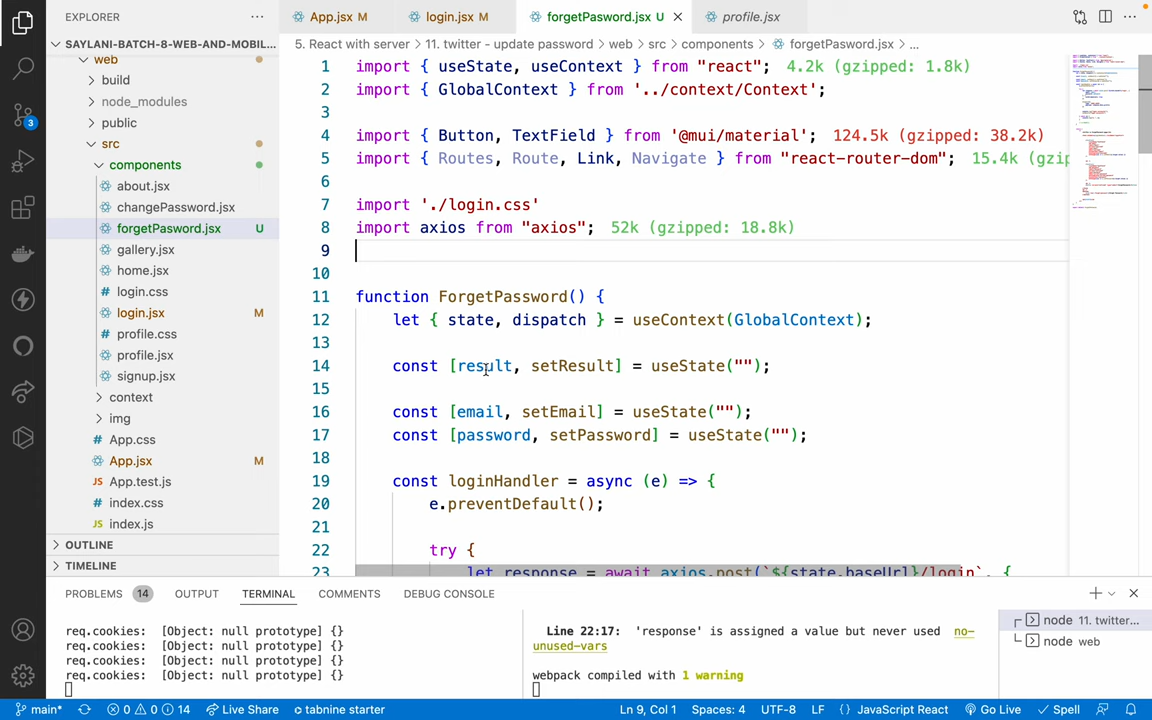 EXPLORER
App.jsx M
login.jsx M
forgetPasword.jsx U
profile.jsx
SAYLANI-BATCH-8-WEB-AND-MOBIL...
5. React with server > 11. twitter - update password > web > src > components > forgetPasword.jsx > ...
web
build
node_modules
public
src
components
about.jsx
changePassword.jsx
forgetPasword.jsx U
gallery.jsx
home.jsx
login.css
login.jsx M
profile.css
profile.jsx
signup.jsx
context
img
App.css
App.jsx M
App.test.js
index.css
index.js
OUTLINE
TIMELINE
3
1 import { useState, useContext } from "react"; 4.2k (gzipped: 1.8k)
2 import { GlobalContext } from '../context/Context';
3
4 import { Button, TextField } from '@mui/material'; 124.5k (gzipped: 38.2k)
5 import { Routes, Route, Link, Navigate } from "react-router-dom"; 15.4k (gzip
6
7 import './login.css'
8 import axios from "axios"; 52k (gzipped: 18.8k)
9
10
11 function ForgetPassword() {
12 let { state, dispatch } = useContext(GlobalContext);
13
14 const [result, setResult] = useState("");
15
16 const [email, setEmail] = useState("");
17 const [password, setPassword] = useState("");
18
19 const loginHandler = async (e) => {
20 e.preventDefault();
21
22 try {
23 let response = await axios.post(`${state.baseUrl}/login`, {
PROBLEMS 14 OUTPUT TERMINAL COMMENTS DEBUG CONSOLE
req.cookies: [Object: null prototype] {}
req.cookies: [Object: null prototype] {}
req.cookies: [Object: null prototype] {}
req.cookies: [Object: null prototype] {}
Line 22:17: 'response' is assigned a value but never used no-
unused-vars
webpack compiled with 1 warning
node 11. twitter...
node web
main* 0 0 14 Live Share tabnine starter Ln 9, Col 1 Spaces: 4 UTF-8 LF {} JavaScript React Go Live Spell